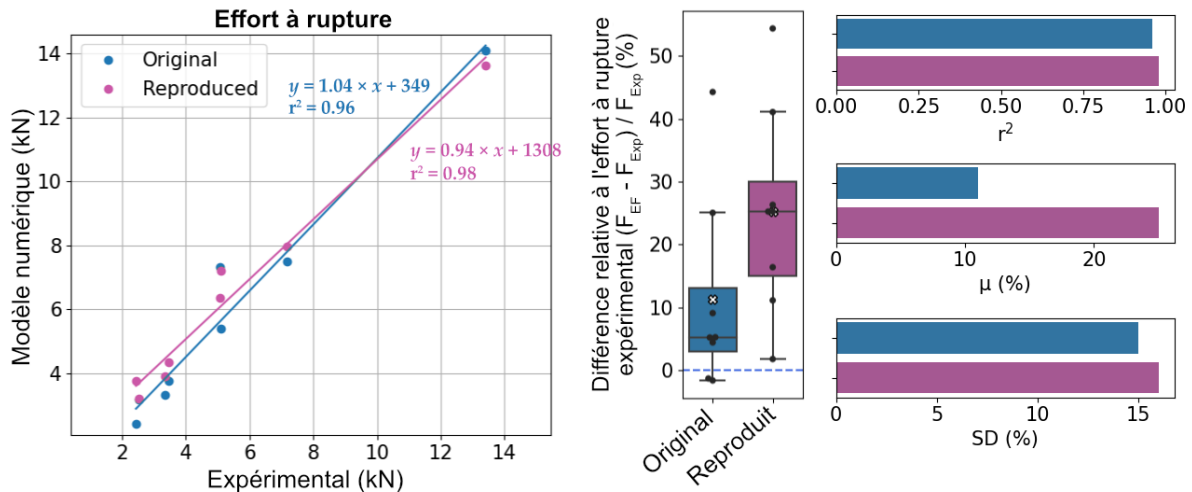 Effort à rupture
Original
Reproduced
y = 1.04 × x + 349
r² = 0.96
y = 0.94 × x + 1308
r² = 0.98
14
12
10
8
6
4
2
4
6
8
10
12
14
Modèle numérique (kN)
Expérimental (kN)
Différence relative à l'effort à rupture
expérimental (F_EF - F_Exp) / F_Exp (%)
50
40
30
20
10
0
Original
Reproduit
0.00
0.25
0.50
0.75
1.00
r²
0
10
20
μ (%)
0
5
10
15
SD (%)